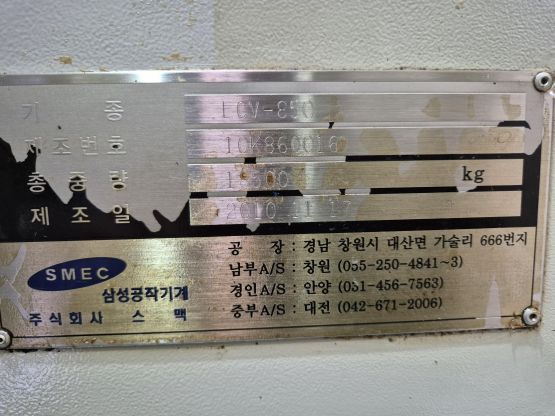 기 종 LCV-850
제조번호 10K860016
총중량 kg
제조일 2010.11.17
공 장 : 경남 창원시 대산면 가술리 666번지
SMEC 남부A/S : 창원 (055-250-4841~3)
삼성공작기계 경인A/S : 안양 (031-456-7563)
주식회사 스 맥 중부A/S : 대전 (042-671-2006)